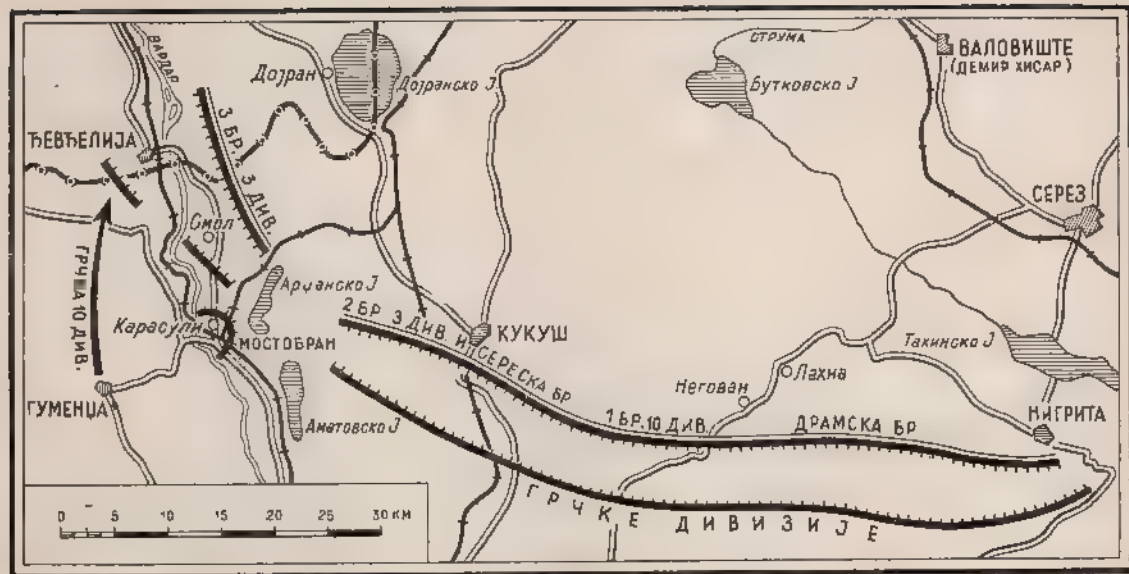 ВАРДАР
Дојран
Дојранско Ј
СТРУМА
ВАЛОВИШТЕ
(ДЕМИР ХИСАР)
Бутковско Ј
ЂЕВЂЕЛИЈА
3 БР. 3 ДИВ.
СЕРЕЗ
Смол
ГРЧКА 10 ДИВ.
Арџанско Ј
Карасули
МОСТОБРАН
2 БР 3 ДИВ И СЕРЕСКА БР
КУКУШ
Тахинско Ј
Лахна
Негован
ГУМЕНЏА
Аматовско Ј
1 БР. 10 ДИВ.
ДРАМСКА БР
НИГРИТА
ГРЧКЕ ДИВИЗИЈЕ
0 5 10 15 20 25 30 КМ